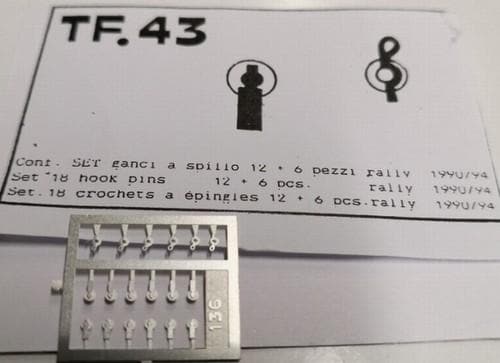 TF.43
Conf. SET ganci a spillo 12 + 6 pezzi rally 1990/94
Set 18 hook pins 12 + 6 pcs. rally 1990/94
Set.18 crochets a épingles 12 + 6 pcs.rally 1990/94
136